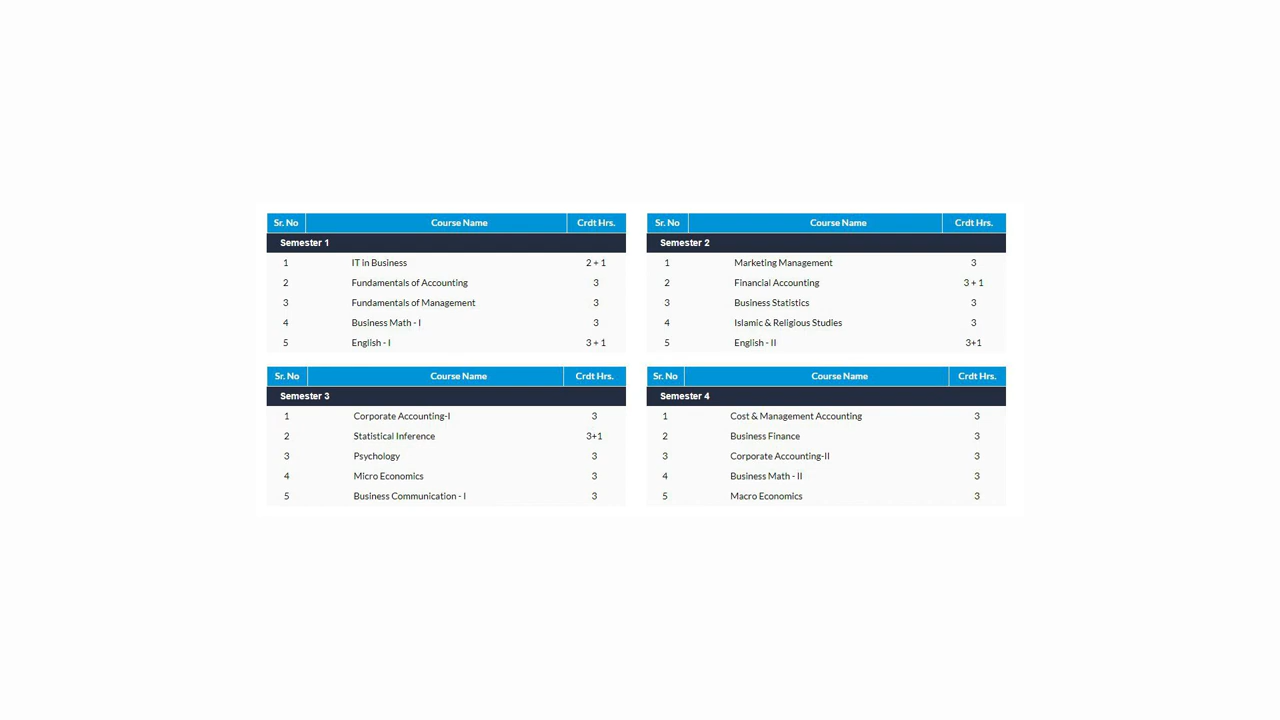 Sr. No Course Name Crdt Hrs.
Semester 1
1 IT in Business 2 + 1
2 Fundamentals of Accounting 3
3 Fundamentals of Management 3
4 Business Math - I 3
5 English - I 3 + 1
Sr. No Course Name Crdt Hrs.
Semester 2
1 Marketing Management 3
2 Financial Accounting 3 + 1
3 Business Statistics 3
4 Islamic & Religious Studies 3
5 English - II 3+1
Sr. No Course Name Crdt Hrs.
Semester 3
1 Corporate Accounting-I 3
2 Statistical Inference 3+1
3 Psychology 3
4 Micro Economics 3
5 Business Communication - I 3
Sr. No Course Name Crdt Hrs.
Semester 4
1 Cost & Management Accounting 3
2 Business Finance 3
3 Corporate Accounting-II 3
4 Business Math - II 3
5 Macro Economics 3